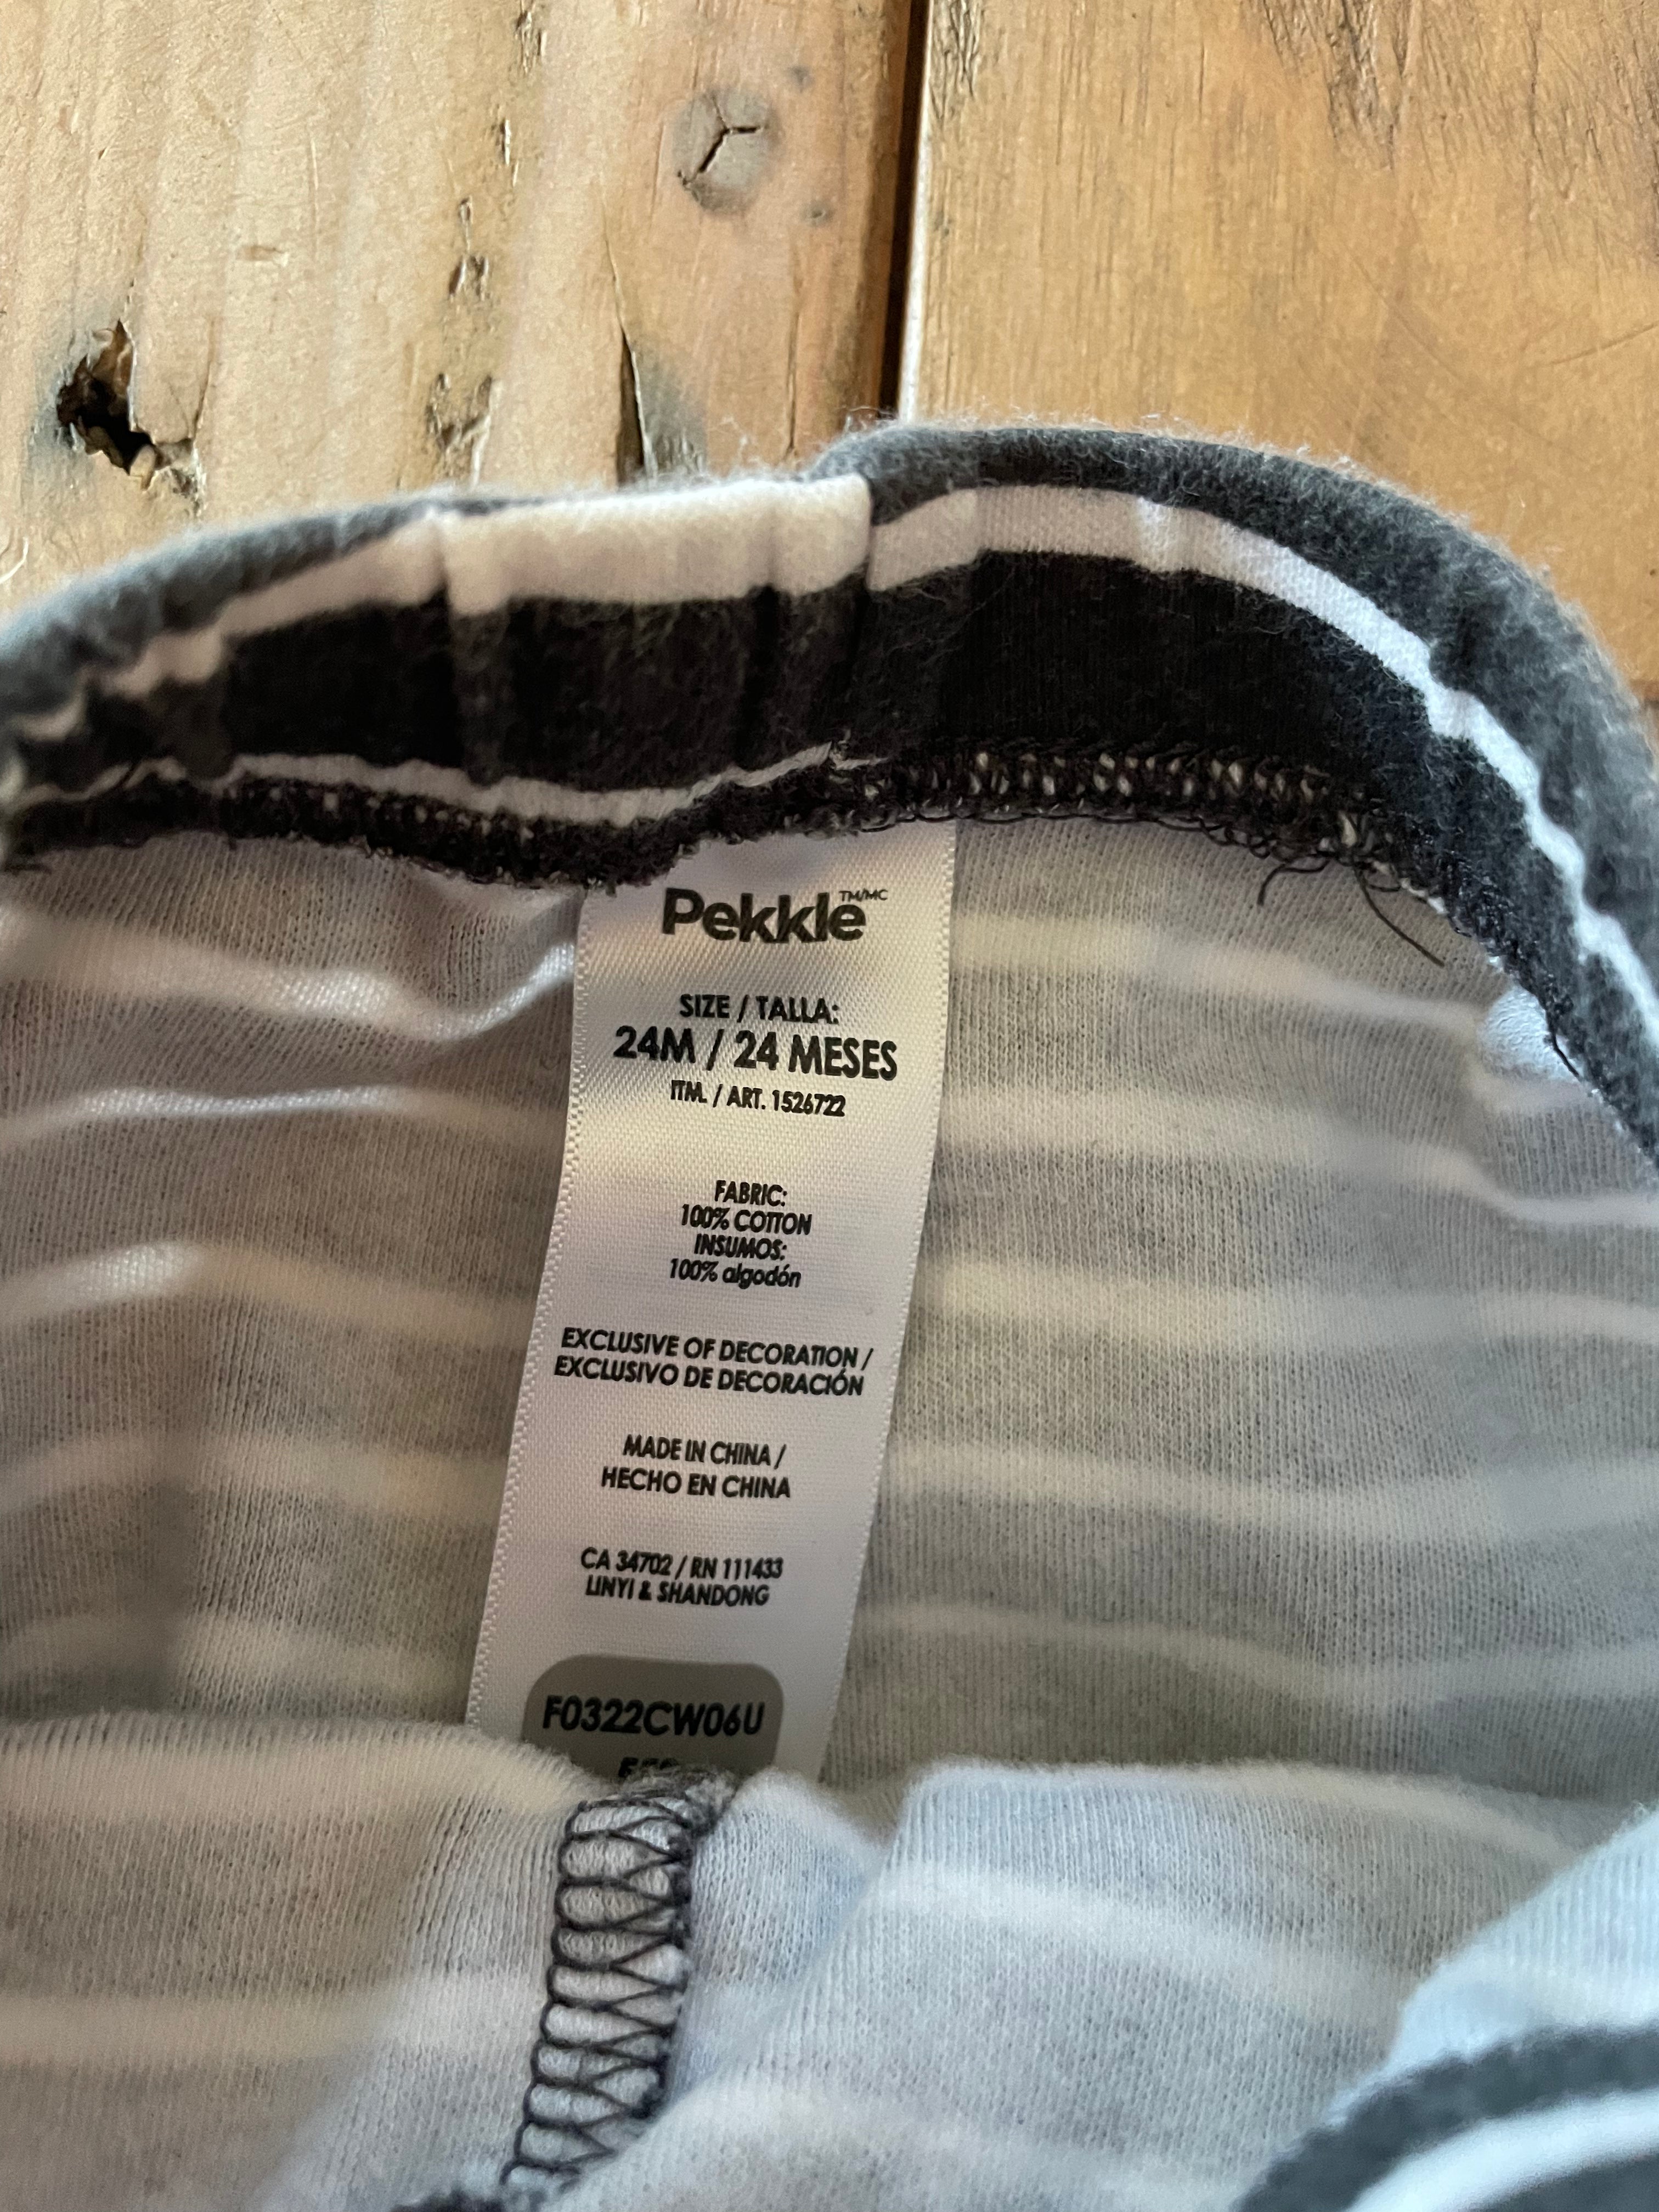 Pekkle TM/MC
SIZE / TALLA:
24M / 24 MESES
ITM. / ART. 1526722
FABRIC:
100% COTTON
INSUMOS:
100% algodón
EXCLUSIVE OF DECORATION /
EXCLUSIVO DE DECORACIÓN
MADE IN CHINA /
HECHO EN CHINA
CA 34702 / RN 111433
LINYI & SHANDONG
F0322CW06U